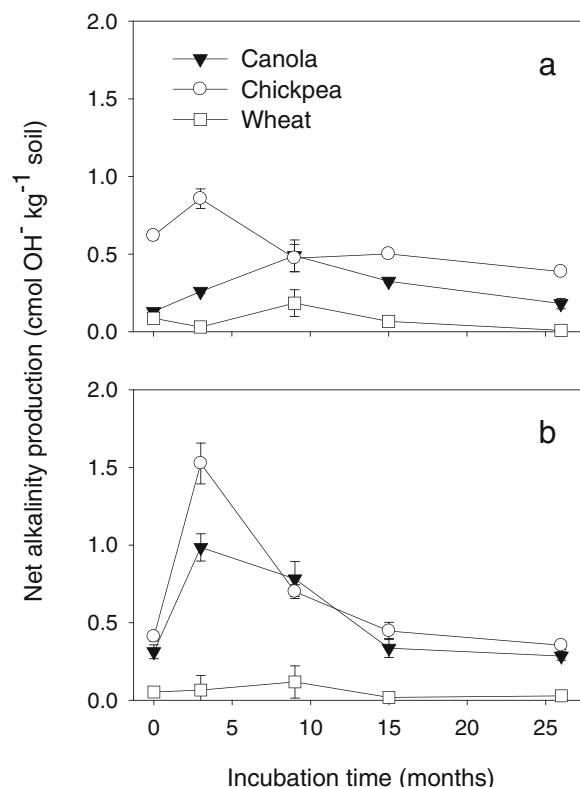 2.0
a
Canola
Chickpea
Wheat
1.5
1.0
0.5
0.0
2.0
b
1.5
1.0
0.5
0.0
0 5 10 15 20 25
Incubation time (months)
Net alkalinity production (cmol OH⁻ kg⁻¹ soil)